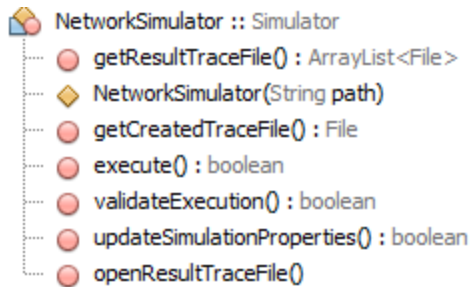 NetworkSimulator :: Simulator
getResultTraceFile() : ArrayList<File>
NetworkSimulator(String path)
getCreatedTraceFile() : File
execute() : boolean
validateExecution() : boolean
updateSimulationProperties() : boolean
openResultTraceFile()